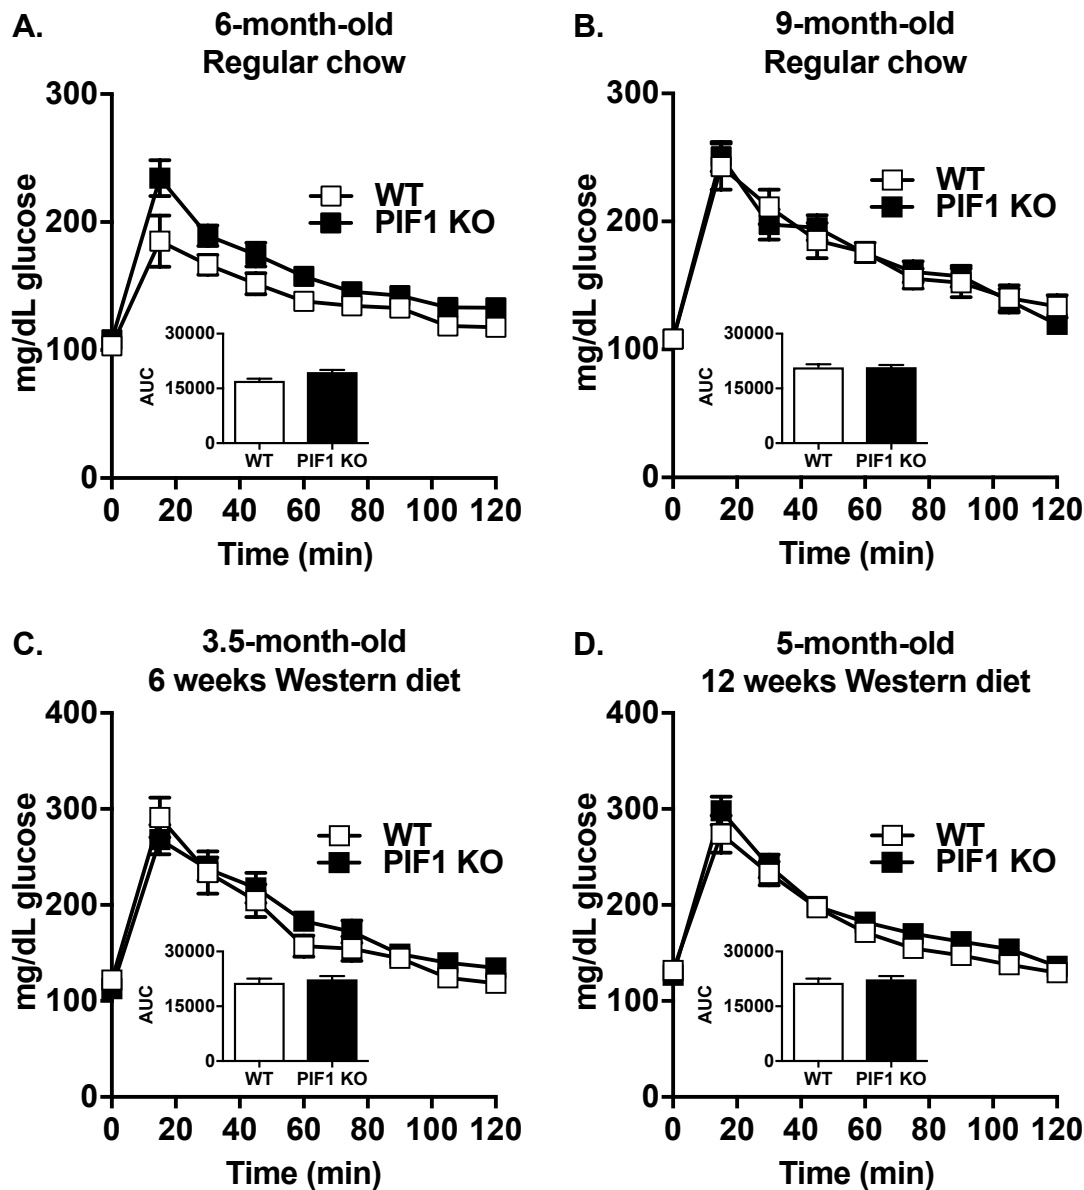 A.
6-month-old
Regular chow
300
200
100
0
mg/dL glucose
WT
PIF1 KO
30000
15000
0
AUC
WT PIF1 KO
0 20 40 60 80 100 120
Time (min)
B.
9-month-old
Regular chow
300
200
100
0
mg/dL glucose
WT
PIF1 KO
30000
15000
0
AUC
WT PIF1 KO
0 20 40 60 80 100 120
Time (min)
C.
3.5-month-old
6 weeks Western diet
400
300
200
100
0
mg/dL glucose
WT
PIF1 KO
30000
15000
0
AUC
WT PIF1 KO
0 20 40 60 80 100 120
Time (min)
D.
5-month-old
12 weeks Western diet
400
300
200
100
0
mg/dL glucose
WT
PIF1 KO
30000
15000
0
AUC
WT PIF1 KO
0 20 40 60 80 100 120
Time (min)